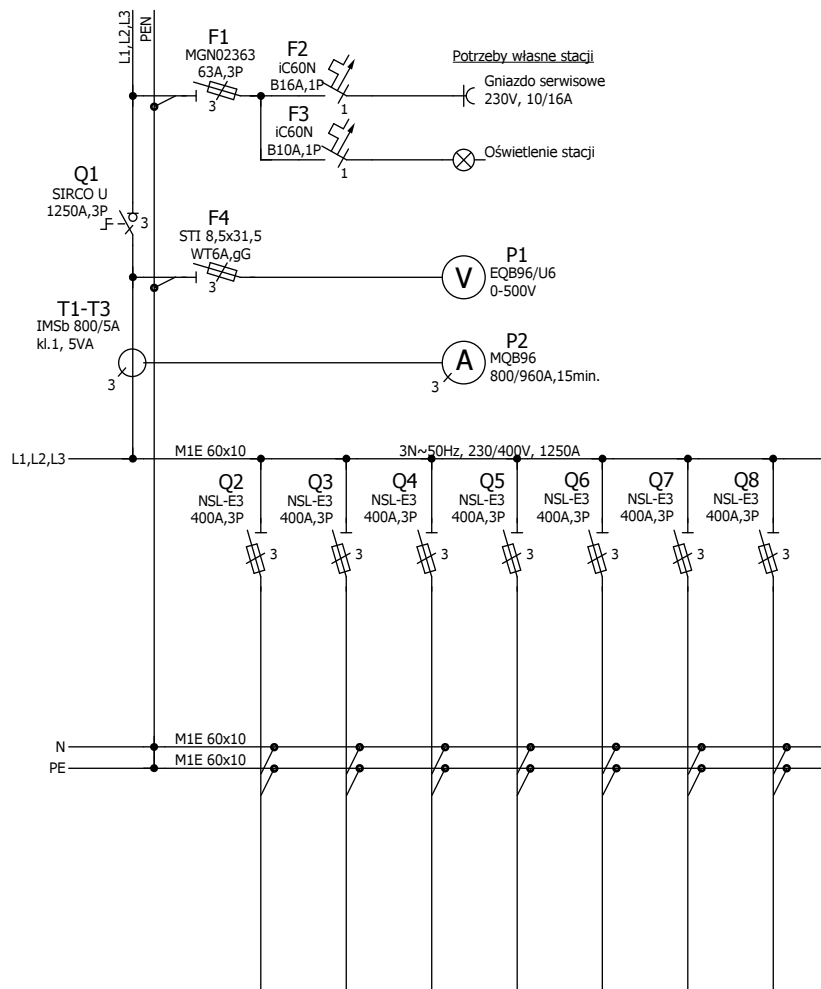 L1,L2,L3
PEN
F1
MGN02363
63A,3P
3
F2
iC60N
B16A,1P
1
Potrzeby własne stacji
Gniazdo serwisowe
230V, 10/16A
F3
iC60N
B10A,1P
1
Oświetlenie stacji
Q1
SIRCO U
1250A,3P
3
F4
STI 8,5x31,5
WT6A,gG
3
V
P1
EQB96/U6
0-500V
T1-T3
IMSb 800/5A
kl.1, 5VA
3
A
3
P2
MQB96
800/960A,15min.
L1,L2,L3
M1E 60x10
3N~50Hz, 230/400V, 1250A
Q2
NSL-E3
400A,3P
3
Q3
NSL-E3
400A,3P
3
Q4
NSL-E3
400A,3P
3
Q5
NSL-E3
400A,3P
3
Q6
NSL-E3
400A,3P
3
Q7
NSL-E3
400A,3P
3
Q8
NSL-E3
400A,3P
3
N
M1E 60x10
PE
M1E 60x10